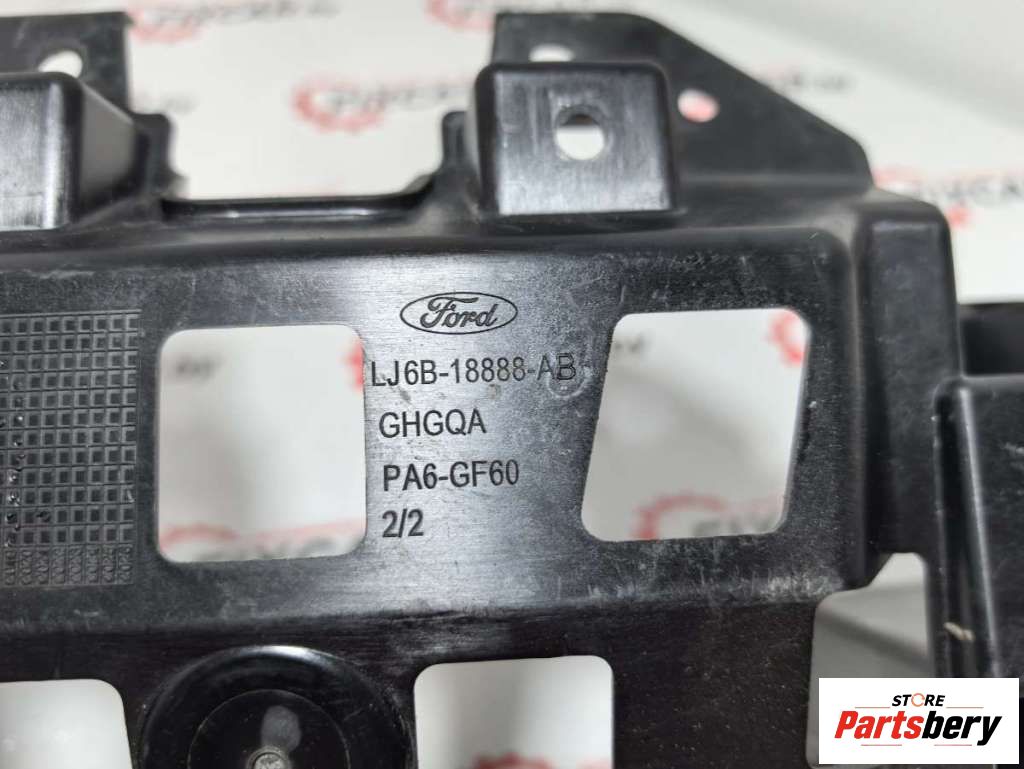 Ford
LJ6B-18888-AB
GHGQA
PA6-GF60
2/2
STORE
Partsbery